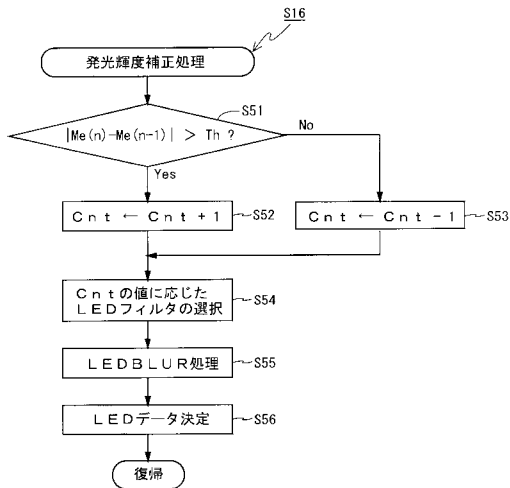 S16
発光輝度補正処理
S51
|Me(n)-Me(n-1)| > Th ?
No
Yes
Cnt ← Cnt + 1
S52
Cnt ← Cnt - 1
S53
Cntの値に応じた
LEDフィルタの選択
S54
LEDBLUR処理
S55
LEDデータ決定
S56
復帰